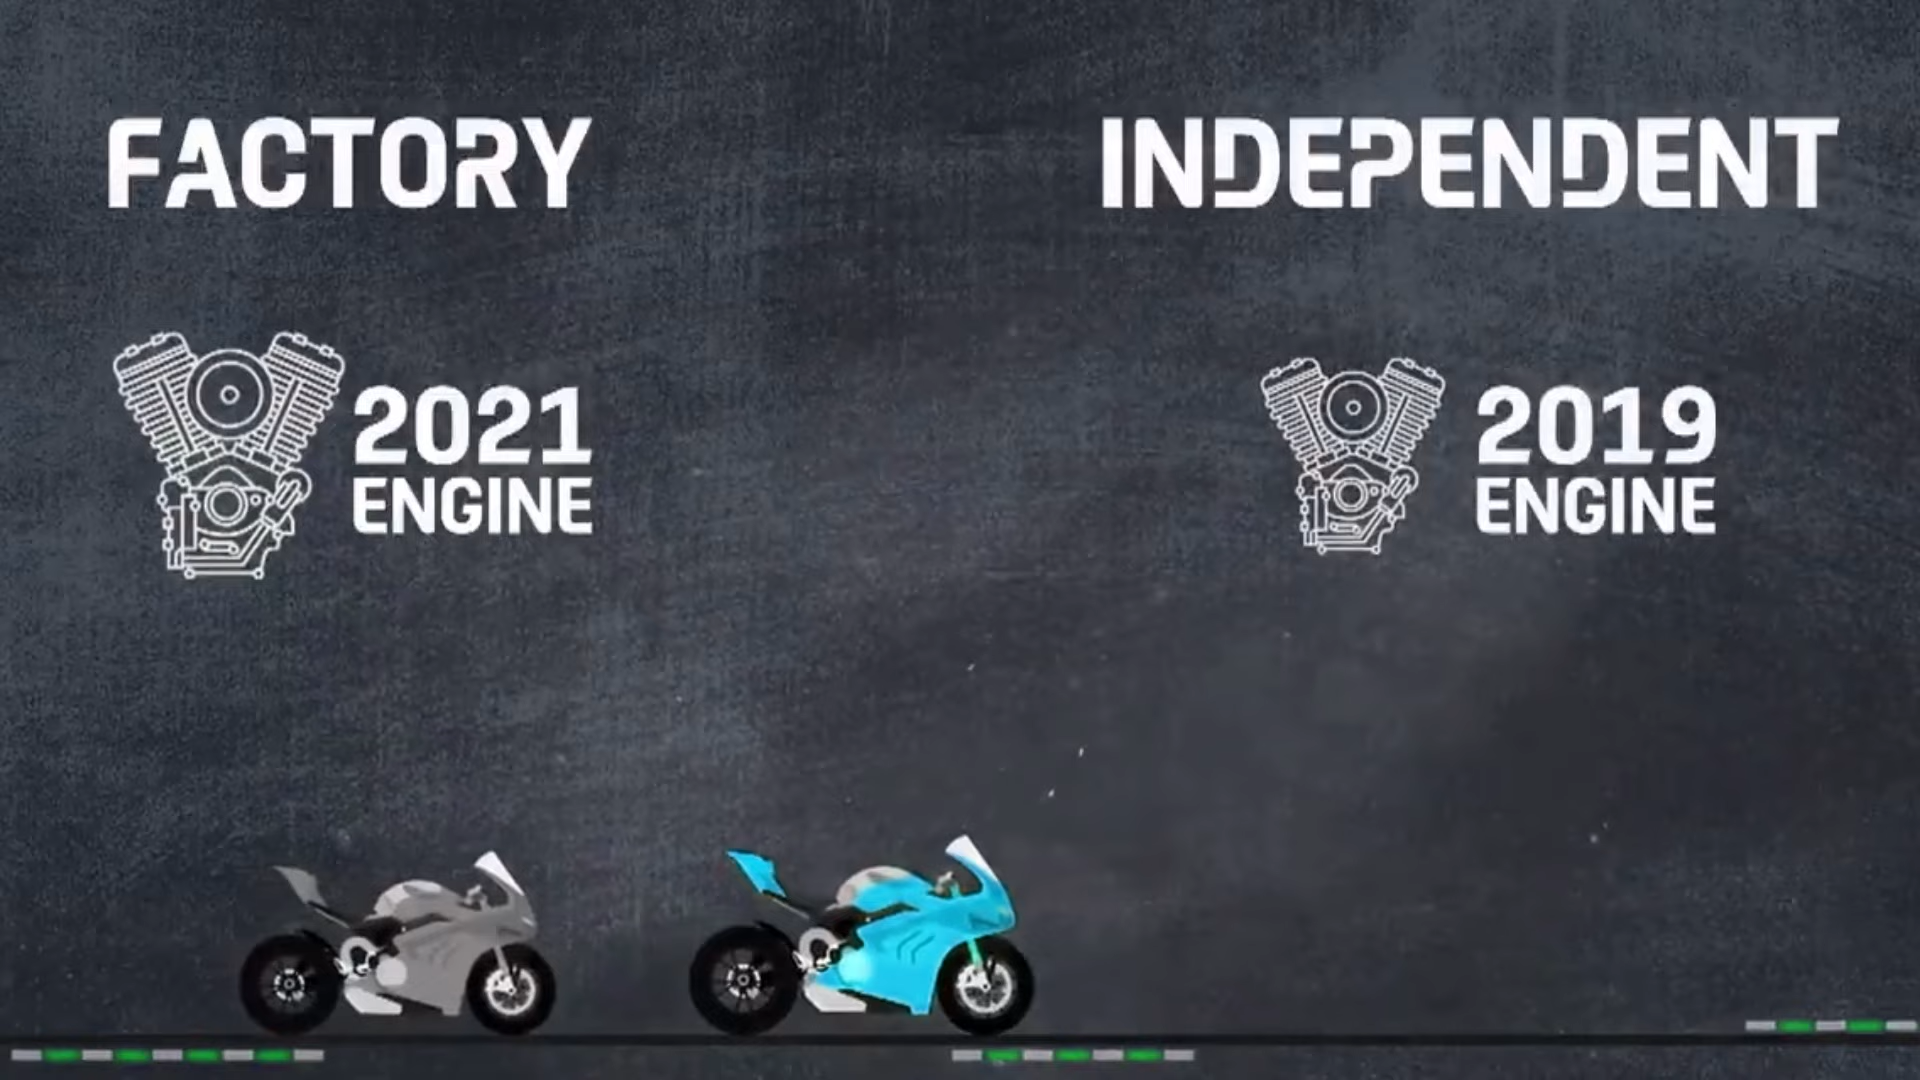 FACTORY
INDEPENDENT
2021
ENGINE
2019
ENGINE